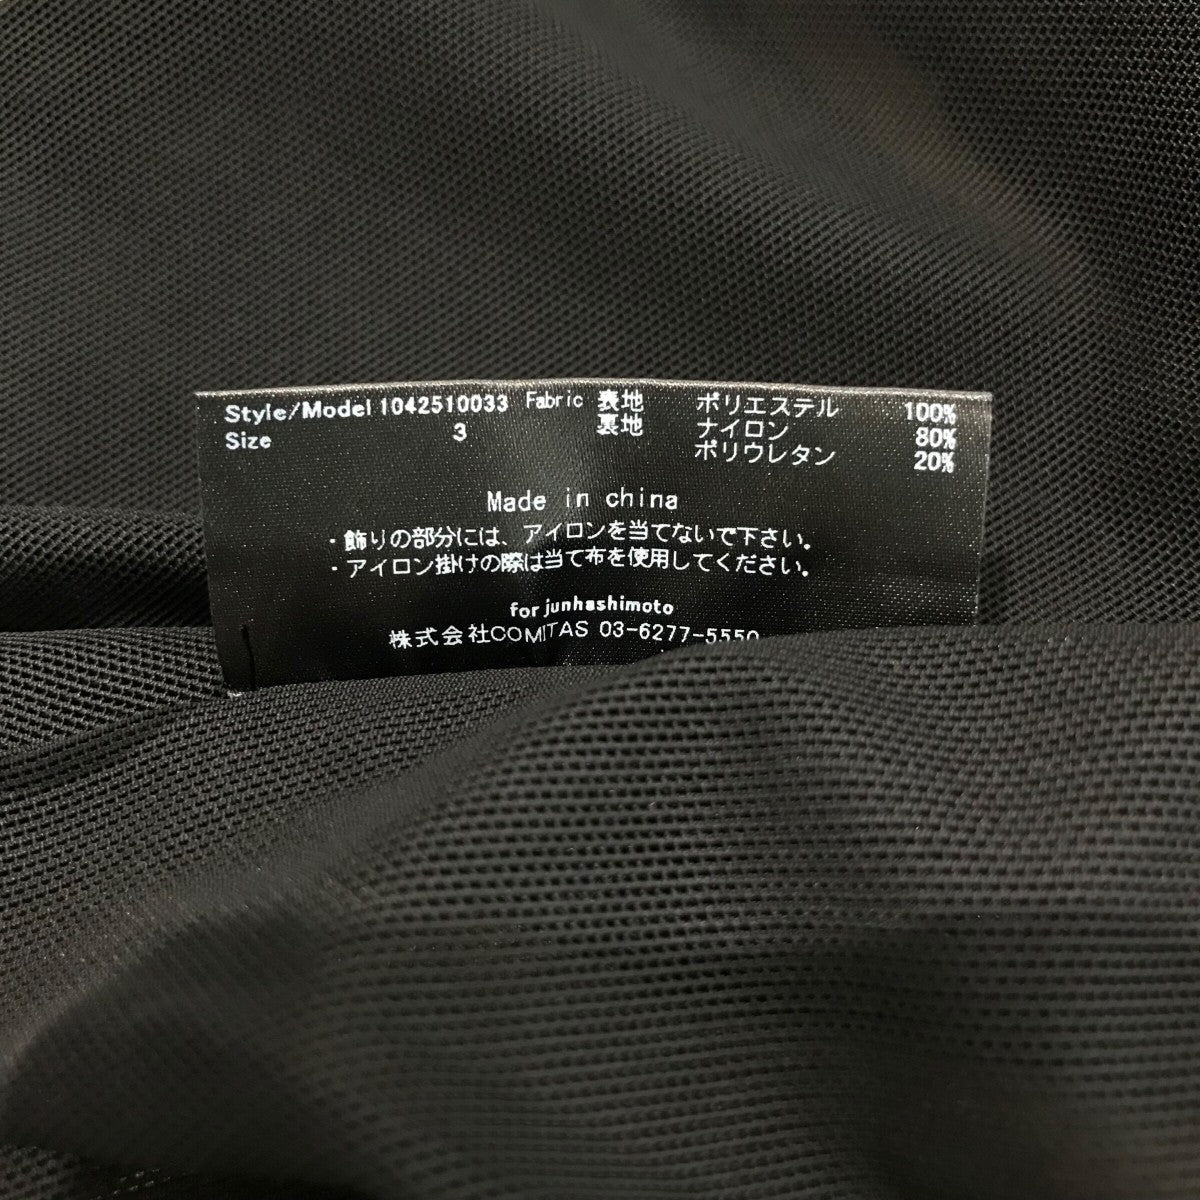 Style/Model 1042510033 Fabric 表地 ポリエステル 100%
Size 3 裏地 ナイロン 80%
ポリウレタン 20%
Made in china
・飾りの部分には、アイロンを当てないで下さい。
・アイロン掛けの際は当て布を使用してください。
for junhashimoto
株式会社COMITAS 03-6277-5550